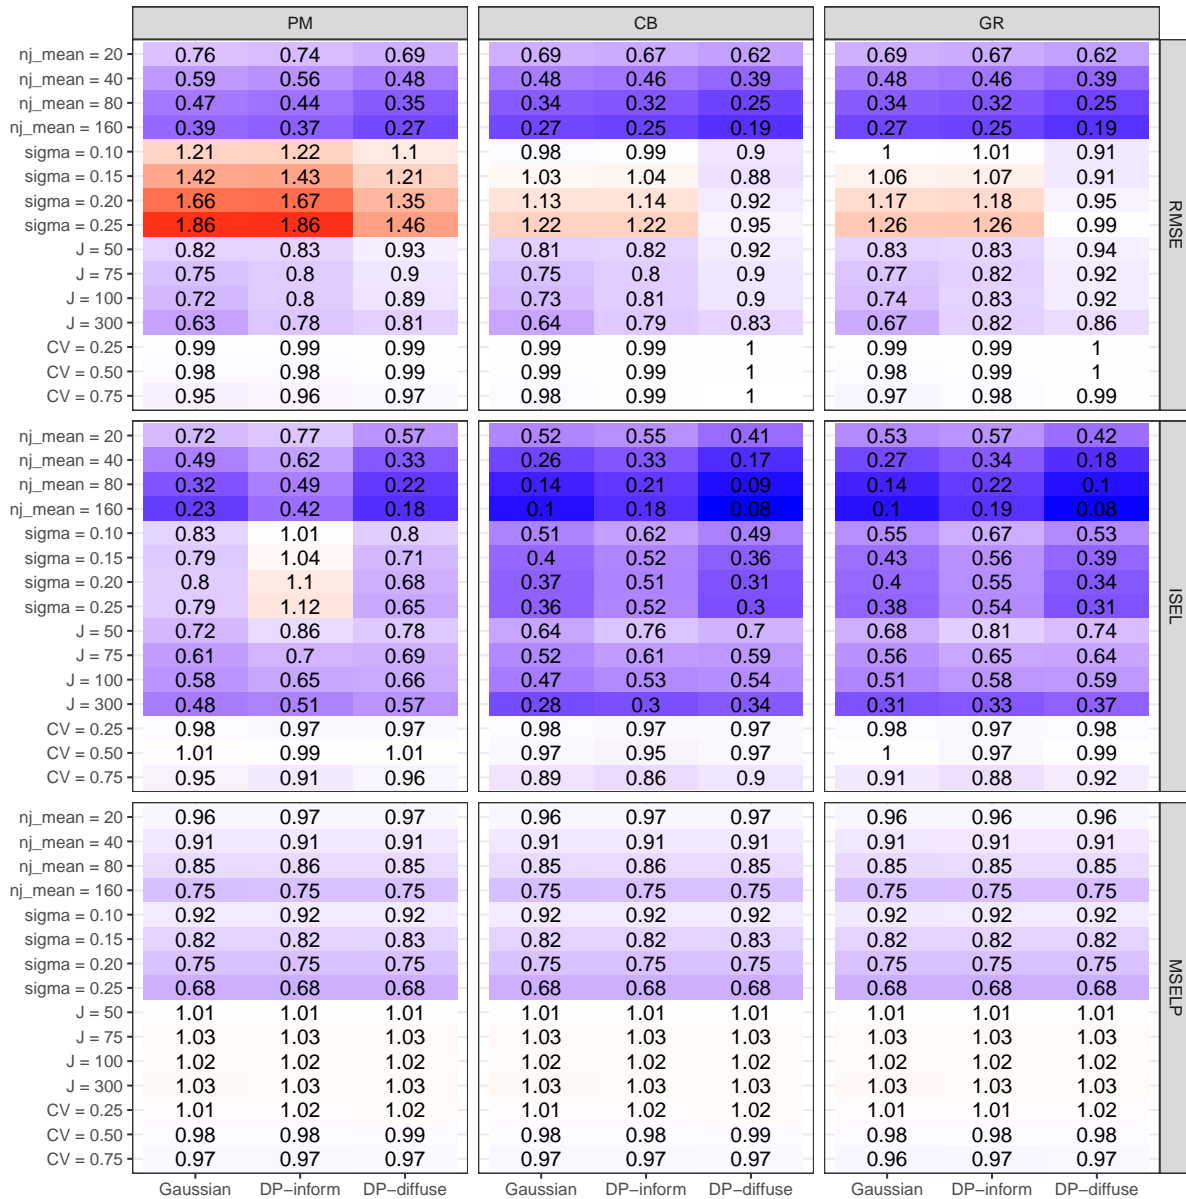 PM CB GR
nj_mean = 20 0.76 0.74 0.69 0.69 0.67 0.62 0.69 0.67 0.62
nj_mean = 40 0.59 0.56 0.48 0.48 0.46 0.39 0.48 0.46 0.39
nj_mean = 80 0.47 0.44 0.35 0.34 0.32 0.25 0.34 0.32 0.25
nj_mean = 160 0.39 0.37 0.27 0.27 0.25 0.19 0.27 0.25 0.19
sigma = 0.10 1.21 1.22 1.1 0.98 0.99 0.9 1 1.01 0.91
sigma = 0.15 1.42 1.43 1.21 1.03 1.04 0.88 1.06 1.07 0.91
sigma = 0.20 1.66 1.67 1.35 1.13 1.14 0.92 1.17 1.18 0.95
sigma = 0.25 1.86 1.86 1.46 1.22 1.22 0.95 1.26 1.26 0.99
J = 50 0.82 0.83 0.93 0.81 0.82 0.92 0.83 0.83 0.94
J = 75 0.75 0.8 0.9 0.75 0.8 0.9 0.77 0.82 0.92
J = 100 0.72 0.8 0.89 0.73 0.81 0.9 0.74 0.83 0.92
J = 300 0.63 0.78 0.81 0.64 0.79 0.83 0.67 0.82 0.86
CV = 0.25 0.99 0.99 0.99 0.99 0.99 1 0.99 0.99 1
CV = 0.50 0.98 0.98 0.99 0.99 0.99 1 0.98 0.99 1
CV = 0.75 0.95 0.96 0.97 0.98 0.99 1 0.97 0.98 0.99
RMSE
nj_mean = 20 0.72 0.77 0.57 0.52 0.55 0.41 0.53 0.57 0.42
nj_mean = 40 0.49 0.62 0.33 0.26 0.33 0.17 0.27 0.34 0.18
nj_mean = 80 0.32 0.49 0.22 0.14 0.21 0.09 0.14 0.22 0.1
nj_mean = 160 0.23 0.42 0.18 0.1 0.18 0.08 0.1 0.19 0.08
sigma = 0.10 0.83 1.01 0.8 0.51 0.62 0.49 0.55 0.67 0.53
sigma = 0.15 0.79 1.04 0.71 0.4 0.52 0.36 0.43 0.56 0.39
sigma = 0.20 0.8 1.1 0.68 0.37 0.51 0.31 0.4 0.55 0.34
sigma = 0.25 0.79 1.12 0.65 0.36 0.52 0.3 0.38 0.54 0.31
J = 50 0.72 0.86 0.78 0.64 0.76 0.7 0.68 0.81 0.74
J = 75 0.61 0.7 0.69 0.52 0.61 0.59 0.56 0.65 0.64
J = 100 0.58 0.65 0.66 0.47 0.53 0.54 0.51 0.58 0.59
J = 300 0.48 0.51 0.57 0.28 0.3 0.34 0.31 0.33 0.37
CV = 0.25 0.98 0.97 0.97 0.98 0.97 0.97 0.98 0.97 0.98
CV = 0.50 1.01 0.99 1.01 0.97 0.95 0.97 1 0.97 0.99
CV = 0.75 0.95 0.91 0.96 0.89 0.86 0.9 0.91 0.88 0.92
ISEL
nj_mean = 20 0.96 0.97 0.97 0.96 0.97 0.97 0.96 0.96 0.96
nj_mean = 40 0.91 0.91 0.91 0.91 0.91 0.91 0.91 0.91 0.91
nj_mean = 80 0.85 0.86 0.85 0.85 0.86 0.85 0.85 0.85 0.85
nj_mean = 160 0.75 0.75 0.75 0.75 0.75 0.75 0.75 0.75 0.75
sigma = 0.10 0.92 0.92 0.92 0.92 0.92 0.92 0.92 0.92 0.92
sigma = 0.15 0.82 0.82 0.83 0.82 0.82 0.83 0.82 0.82 0.82
sigma = 0.20 0.75 0.75 0.75 0.75 0.75 0.75 0.75 0.75 0.75
sigma = 0.25 0.68 0.68 0.68 0.68 0.68 0.68 0.68 0.68 0.68
J = 50 1.01 1.01 1.01 1.01 1.01 1.01 1.01 1.01 1.01
J = 75 1.03 1.03 1.03 1.03 1.03 1.03 1.03 1.03 1.03
J = 100 1.02 1.02 1.02 1.02 1.02 1.02 1.02 1.02 1.02
J = 300 1.03 1.03 1.03 1.03 1.03 1.03 1.03 1.03 1.03
CV = 0.25 1.01 1.02 1.02 1.01 1.02 1.02 1.01 1.01 1.02
CV = 0.50 0.98 0.98 0.99 0.98 0.98 0.99 0.98 0.98 0.98
CV = 0.75 0.97 0.97 0.97 0.97 0.97 0.97 0.96 0.97 0.97
MSELP
Gaussian DP−inform DP−diffuse Gaussian DP−inform DP−diffuse Gaussian DP−inform DP−diffuse